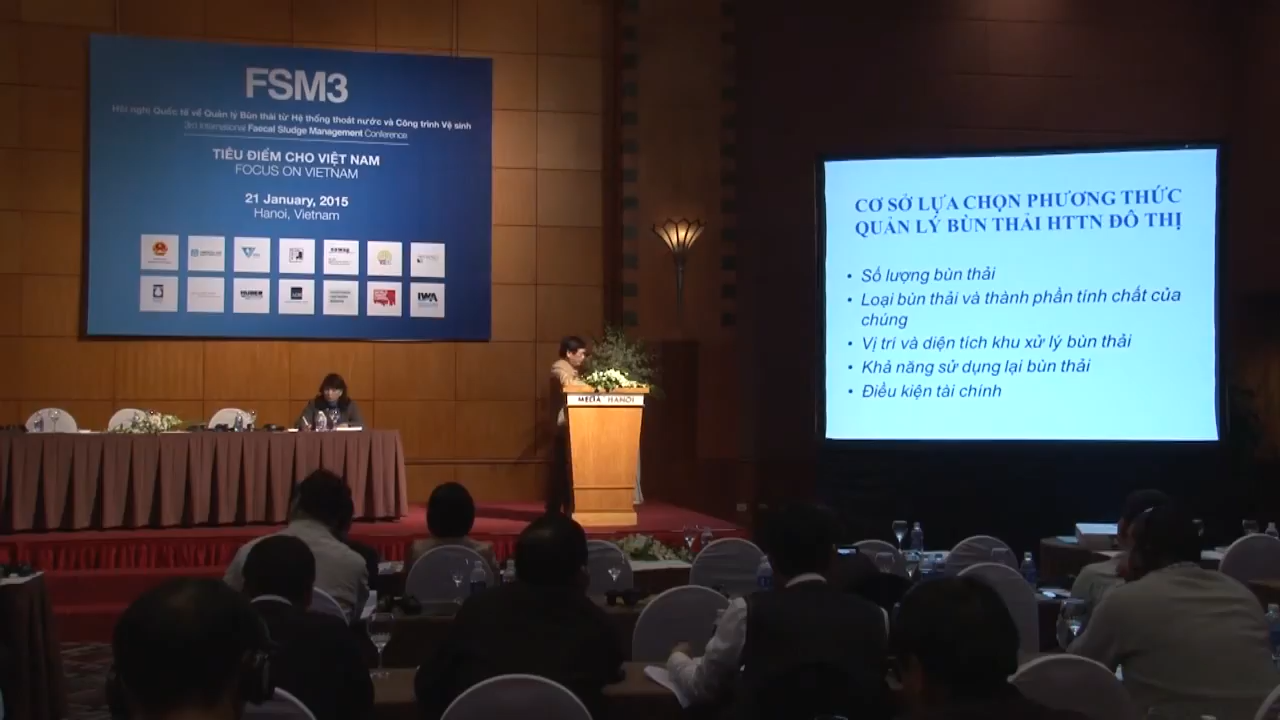 FSM3
Hội nghị Quốc tế về Quản lý Bùn thải từ Hệ thống thoát nước và Công trình Vệ sinh
3rd International Faecal Sludge Management Conference
TIÊU ĐIỂM CHO VIỆT NAM
FOCUS ON VIETNAM
21 January, 2015
Hanoi, Vietnam
IWA
HANOI
CƠ SỞ LỰA CHỌN PHƯƠNG THỨC
QUẢN LÝ BÙN THẢI HTTN ĐÔ THỊ
• Số lượng bùn thải
• Loại bùn thải và thành phần tính chất của
chúng
• Vị trí và diện tích khu xử lý bùn thải
• Khả năng sử dụng lại bùn thải
• Điều kiện tài chính